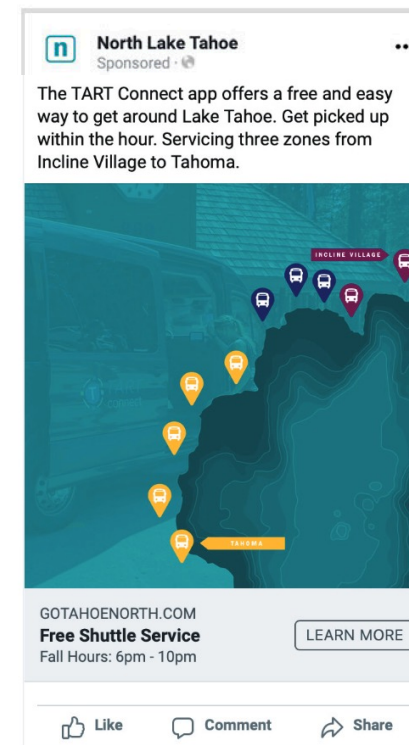 n
North Lake Tahoe
Sponsored ·
The TART Connect app offers a free and easy
way to get around Lake Tahoe. Get picked up
within the hour. Servicing three zones from
Incline Village to Tahoma.
INCLINE VILLAGE
TAHOMA
GOTAHOENORTH.COM
Free Shuttle Service
Fall Hours: 6pm - 10pm
LEARN MORE
Like
Comment
Share